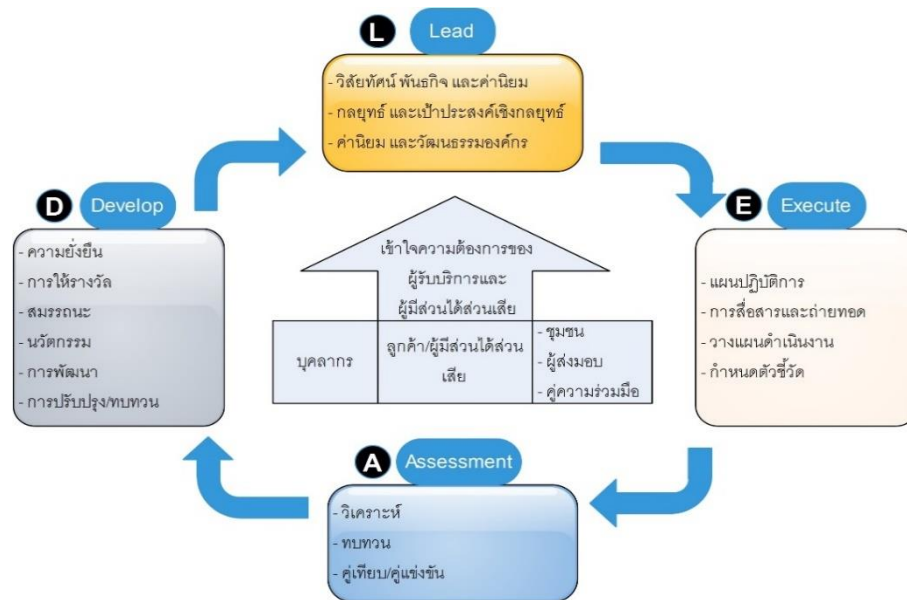 L Lead
- วิสัยทัศน์ พันธกิจ และค่านิยม
- กลยุทธ์ และเป้าประสงค์เชิงกลยุทธ์
- ค่านิยม และวัฒนธรรมองค์กร
D Develop
- ความยั่งยืน
- การให้รางวัล
- สมรรถนะ
- นวัตกรรม
- การพัฒนา
- การปรับปรุง/ทบทวน
เข้าใจความต้องการของ
ผู้รับบริการและ
ผู้มีส่วนได้ส่วนเสีย
บุคลากร
ลูกค้า/ผู้มีส่วนได้ส่วน
เสีย
- ชุมชน
- ผู้ส่งมอบ
- คู่ความร่วมมือ
E Execute
- แผนปฏิบัติการ
- การสื่อสารและถ่ายทอด
- วางแผนดำเนินงาน
- กำหนดตัวชี้วัด
A Assessment
- วิเคราะห์
- ทบทวน
- คู่เทียบ/คู่แข่งขัน